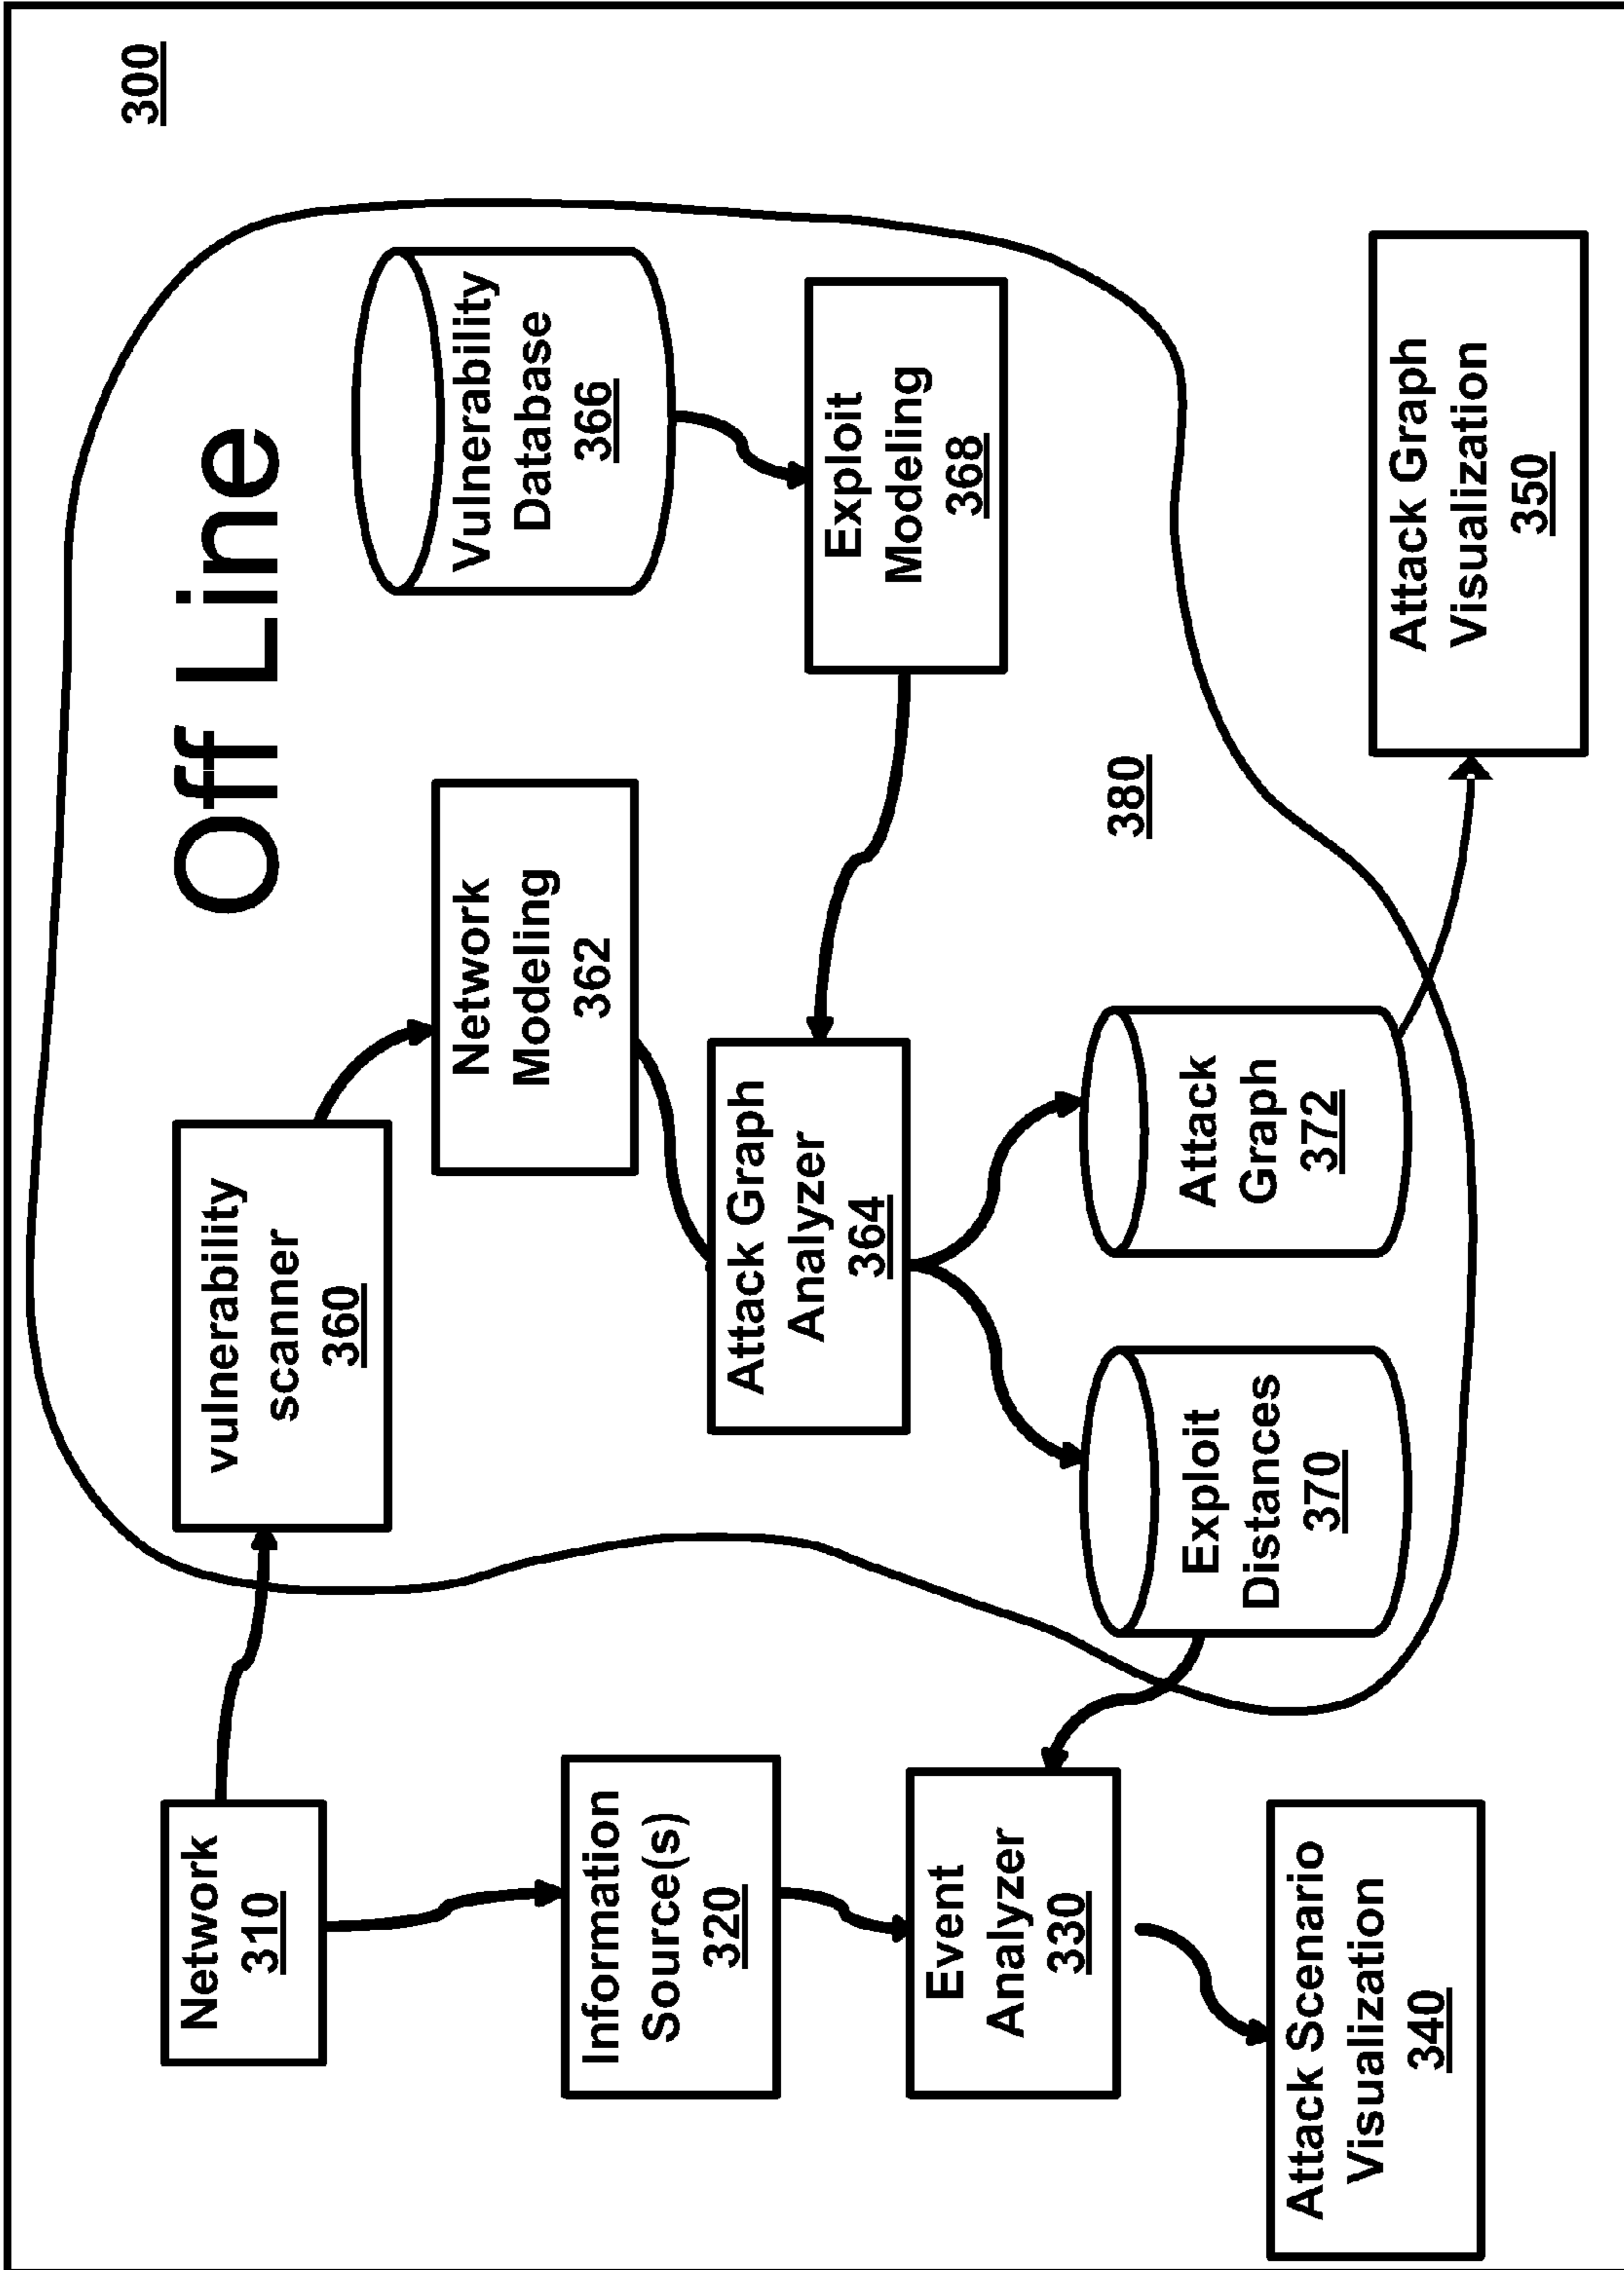 300
Off Line
Network
310
vulnerability
scanner
360
Vulnerability
Database
366
Network
Modeling
362
Information
Source(s)
320
Attack Graph
Analyzer
364
Exploit
Modeling
368
Event
Analyzer
330
380
Exploit
Distances
370
Attack
Graph
372
Attack Scenario
Visualization
340
Attack Graph
Visualization
350